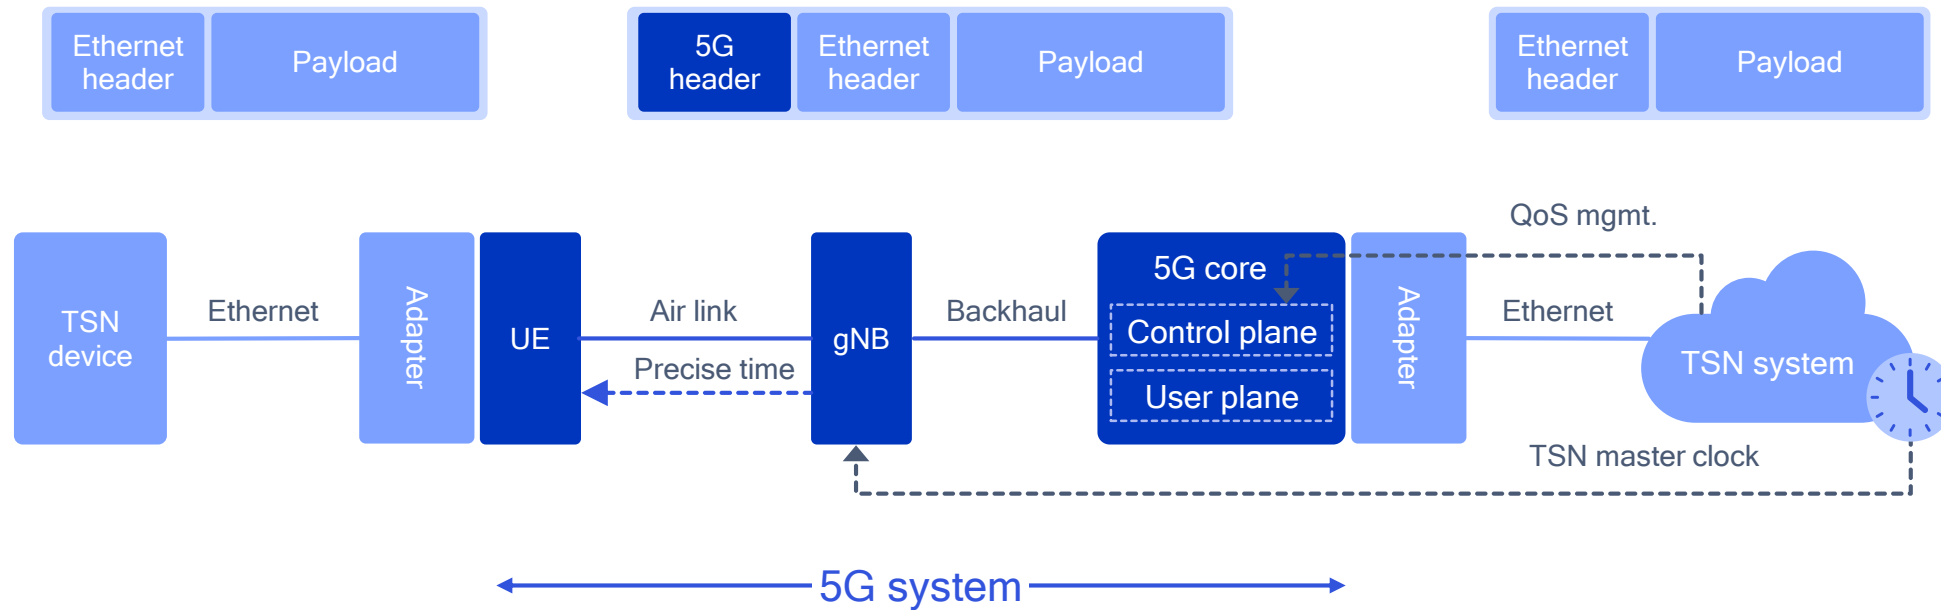 Ethernet
header
Payload
5G
header
Ethernet
header
Payload
Ethernet
header
Payload
QoS mgmt.
TSN
device
Ethernet
Adapter
UE
Air link
Precise time
gNB
Backhaul
5G core
Control plane
User plane
Adapter
Ethernet
TSN system
TSN master clock
5G system